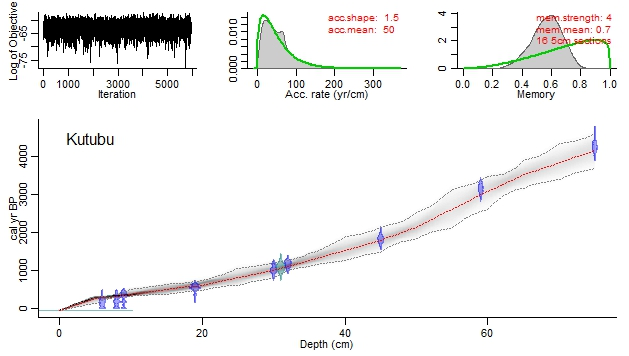 Log of Objective
-65
-75
0 1000 3000 5000
Iteration
acc.shape: 1.5
acc.mean: 50
0.000 0.010
0 100 200 300
Acc. rate (yr/cm)
mem.strength: 4
mem.mean: 0.7
16 5cm sections
0 2 4
0.0 0.2 0.4 0.6 0.8 1.0
Memory
Kutubu
cal yr BP
4000
3000
2000
1000
0
0 20 40 60
Depth (cm)